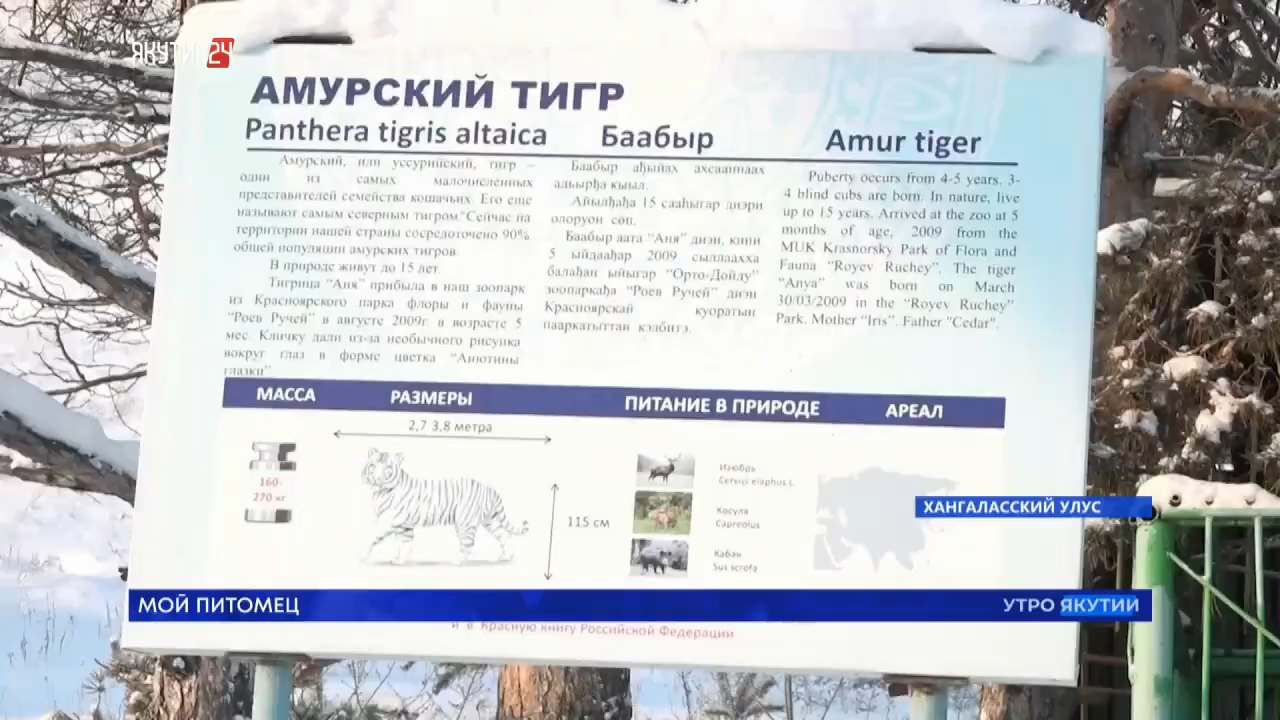 ЯКУТИЯ 24
АМУРСКИЙ ТИГР
Panthera tigris altaica
Баабыр
Amur tiger
Амурский, или уссурийский, тигр –
один из самых малочисленных
представителей семейства кошачьих. Его еще
называют самым северным тигром. Сейчас на
территории нашей страны сосредоточено 90%
общей популяции амурских тигров.
В природе живут до 15 лет.
Тигрица "Аня" прибыла в наш зоопарк
из Красноярского парка флоры и фауны
"Роев Ручей" в августе 2009г. в возрасте 5
мес. Кличку дали из-за необычного рисунка
вокруг глаз в форме цветка "Анютины
глазки"
Баабыр аһыйах ахсааннаах
адьырҕа кыыл.
Айылҕаҕа 15 сааһыгар диэри
олоруон сөп.
Баабыр аата "Аня" диэн, кини
5 ыйдааҕар 2009 сыллаахха
балаҕан ыйыгар "Орто-Дойду"
зоопаркаҕа "Роев Ручей" диэн
Красноярскай куоратын
пааркатыттан кэлбитэ.
Puberty occurs from 4-5 years. 3-
4 blind cubs are born. In nature, live
up to 15 years. Arrived at the zoo at 5
months of age, 2009 from the
MUK Krasnorsky Park of Flora and
Fauna "Royev Ruchey". The tiger
"Anya" was born on March
30/03/2009 in the "Royev Ruchey"
Park. Mother "Iris". Father "Cedar".
МАССА
РАЗМЕРЫ
ПИТАНИЕ В ПРИРОДЕ
АРЕАЛ
2,7 3,8 метра
160-
270 кг
115 см
Изюбрь
Cervus elaphus L.
Косуля
Capreolus
Кабан
Sus scrofa
ХАНГАЛАССКИЙ УЛУС
МОЙ ПИТОМЕЦ
УТРО ЯКУТИИ
и в Красную книгу Российской Федерации